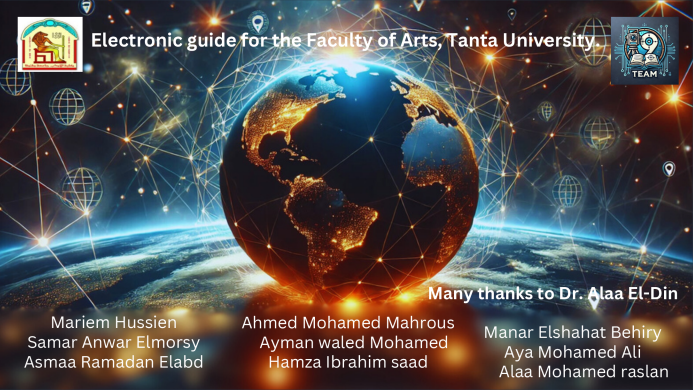 Electronic guide for the Faculty of Arts, Tanta University.
TEAM
Many thanks to Dr. Alaa El-Din
Mariem Hussien
Samar Anwar Elmorsy
Asmaa Ramadan Elabd
Ahmed Mohamed Mahrous
Ayman waled Mohamed
Hamza Ibrahim saad
Manar Elshahat Behiry
Aya Mohamed Ali
Alaa Mohamed raslan